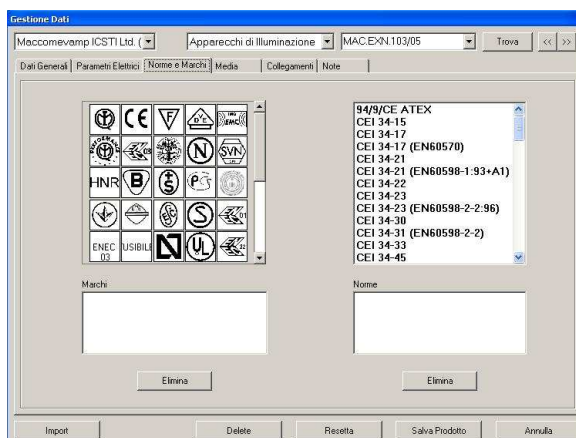 Gestione Dati
Maccomevamp ICSTI Ltd. (
Apparecchi di Illuminazione
MAC.EXN.103/05
Trova
<<
>>
Dati Generali
Parametri Elettrici
Norme e Marchi
Media
Collegamenti
Note
CE
F
EMC
N
SVN
HNR
B
S
UL
ENEC
03
USIBILE
N
94/9/CE ATEX
CEI 34-15
CEI 34-17
CEI 34-17 (EN60570)
CEI 34-21
CEI 34-21 (EN60598-1:93+A1)
CEI 34-22
CEI 34-23
CEI 34-23 (EN60598-2-2:96)
CEI 34-30
CEI 34-31 (EN60598-2-2)
CEI 34-33
CEI 34-45
Marchi
Norme
Elimina
Elimina
Import
Delete
Resetta
Salva Prodotto
Annulla